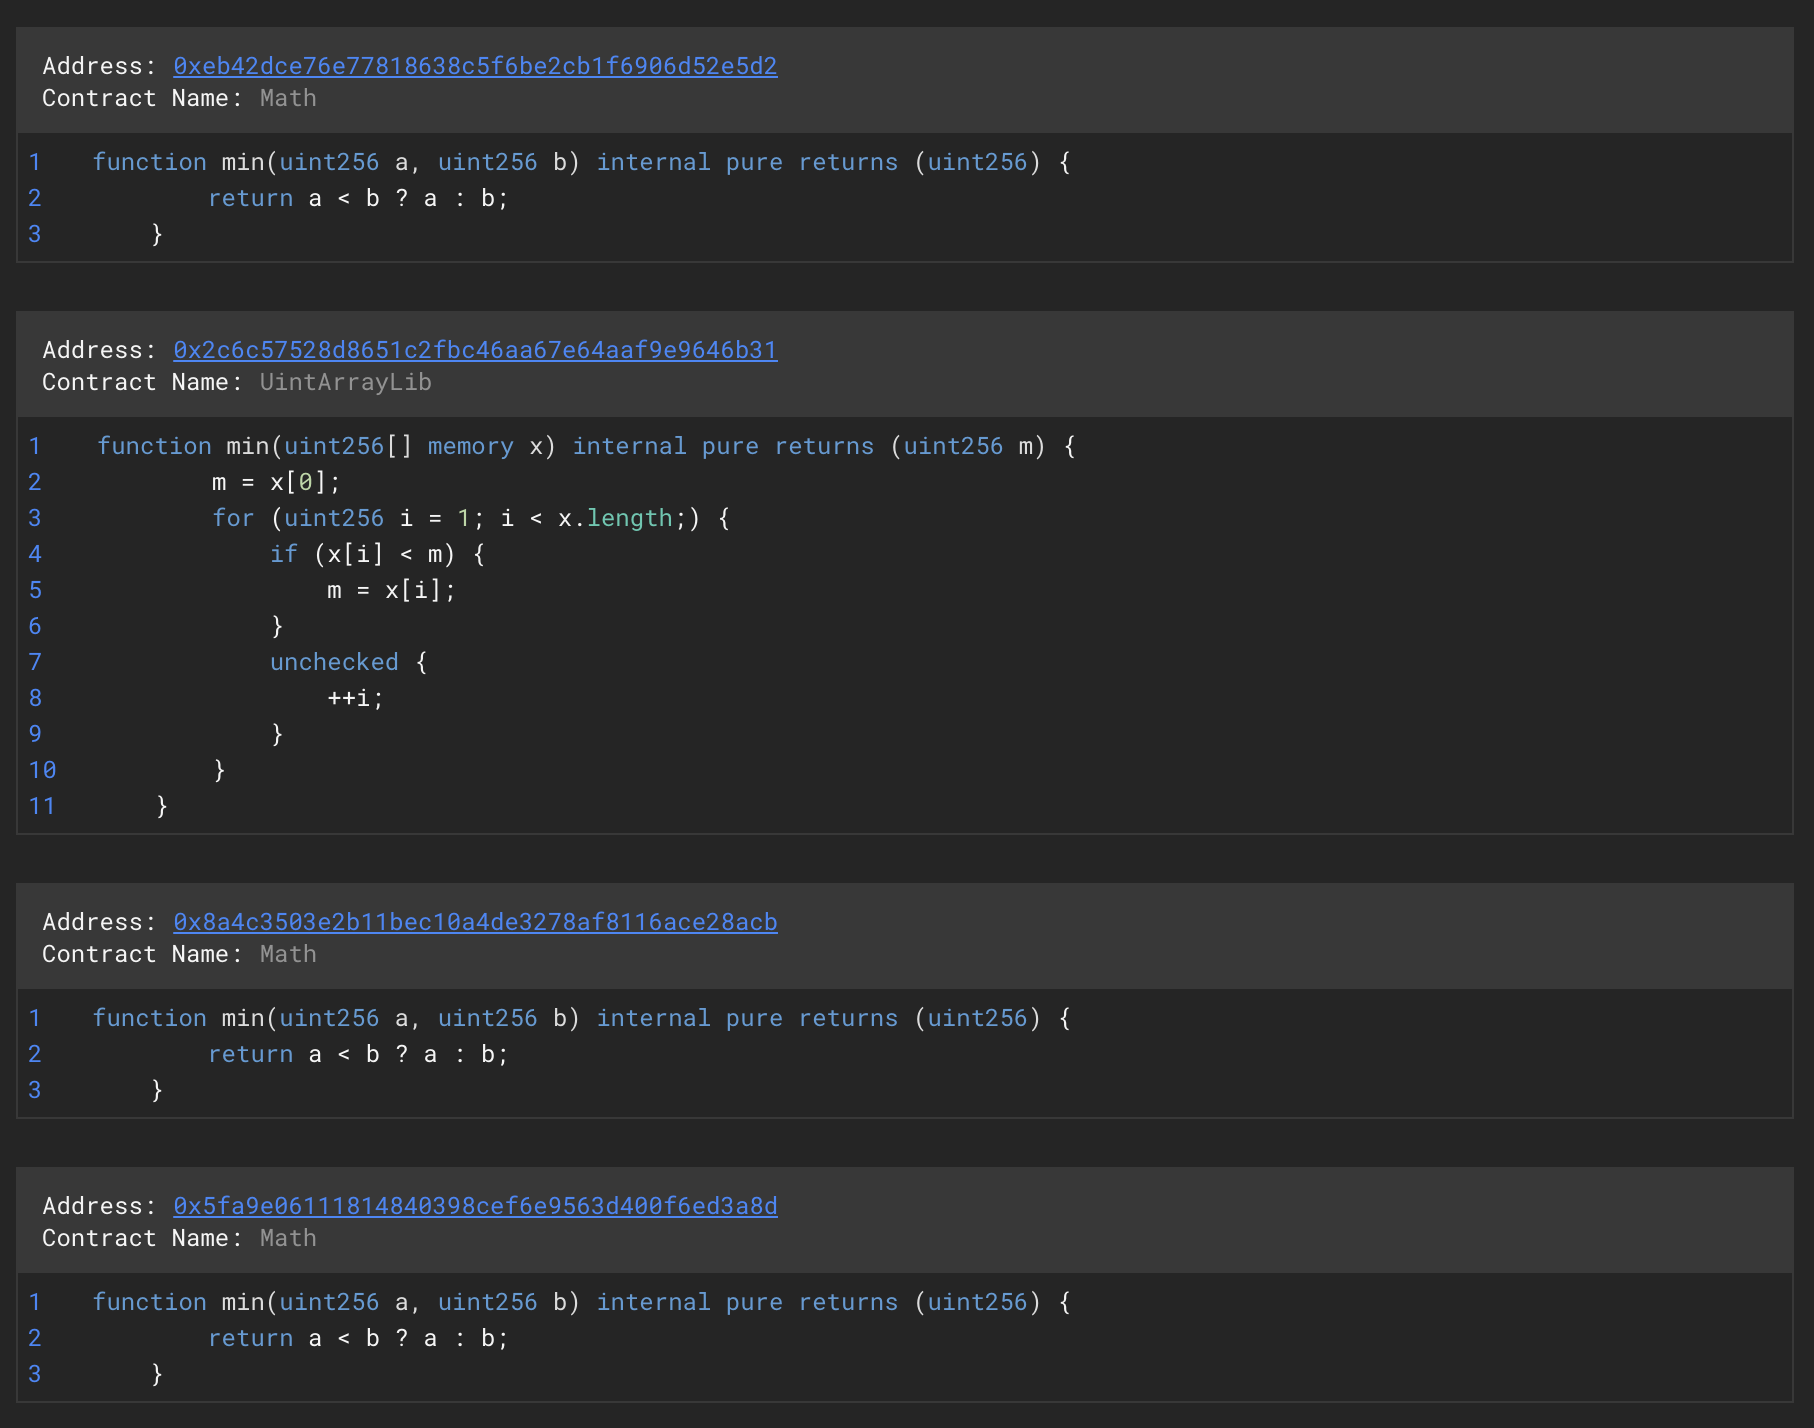 Address: 0xeb42dce76e77818638c5f6be2cb1f6906d52e5d2
Contract Name: Math
1 function min(uint256 a, uint256 b) internal pure returns (uint256) {
2 return a < b ? a : b;
3 }
Address: 0x2c6c57528d8651c2fbc46aa67e64aaf9e9646b31
Contract Name: UintArrayLib
1 function min(uint256[] memory x) internal pure returns (uint256 m) {
2 m = x[0];
3 for (uint256 i = 1; i < x.length;) {
4 if (x[i] < m) {
5 m = x[i];
6 }
7 unchecked {
8 ++i;
9 }
10 }
11 }
Address: 0x8a4c3503e2b11bec10a4de3278af8116ace28acb
Contract Name: Math
1 function min(uint256 a, uint256 b) internal pure returns (uint256) {
2 return a < b ? a : b;
3 }
Address: 0x5fa9e06111814840398cef6e9563d400f6ed3a8d
Contract Name: Math
1 function min(uint256 a, uint256 b) internal pure returns (uint256) {
2 return a < b ? a : b;
3 }